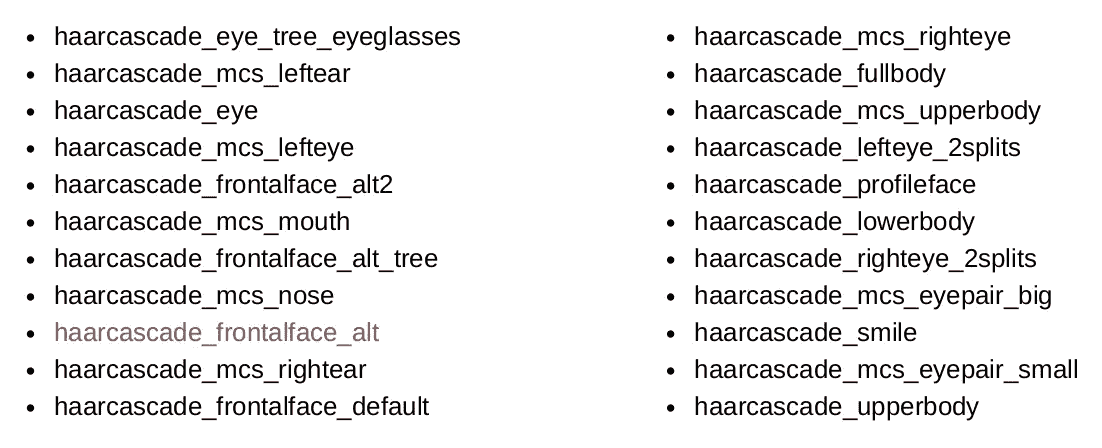 • haarcascade_eye_tree_eyeglasses
• haarcascade_mcs_leftear
• haarcascade_eye
• haarcascade_mcs_lefteye
• haarcascade_frontalface_alt2
• haarcascade_mcs_mouth
• haarcascade_frontalface_alt_tree
• haarcascade_mcs_nose
• haarcascade_frontalface_alt
• haarcascade_mcs_rightear
• haarcascade_frontalface_default
• haarcascade_mcs_righteye
• haarcascade_fullbody
• haarcascade_mcs_upperbody
• haarcascade_lefteye_2splits
• haarcascade_profileface
• haarcascade_lowerbody
• haarcascade_righteye_2splits
• haarcascade_mcs_eyepair_big
• haarcascade_smile
• haarcascade_mcs_eyepair_small
• haarcascade_upperbody